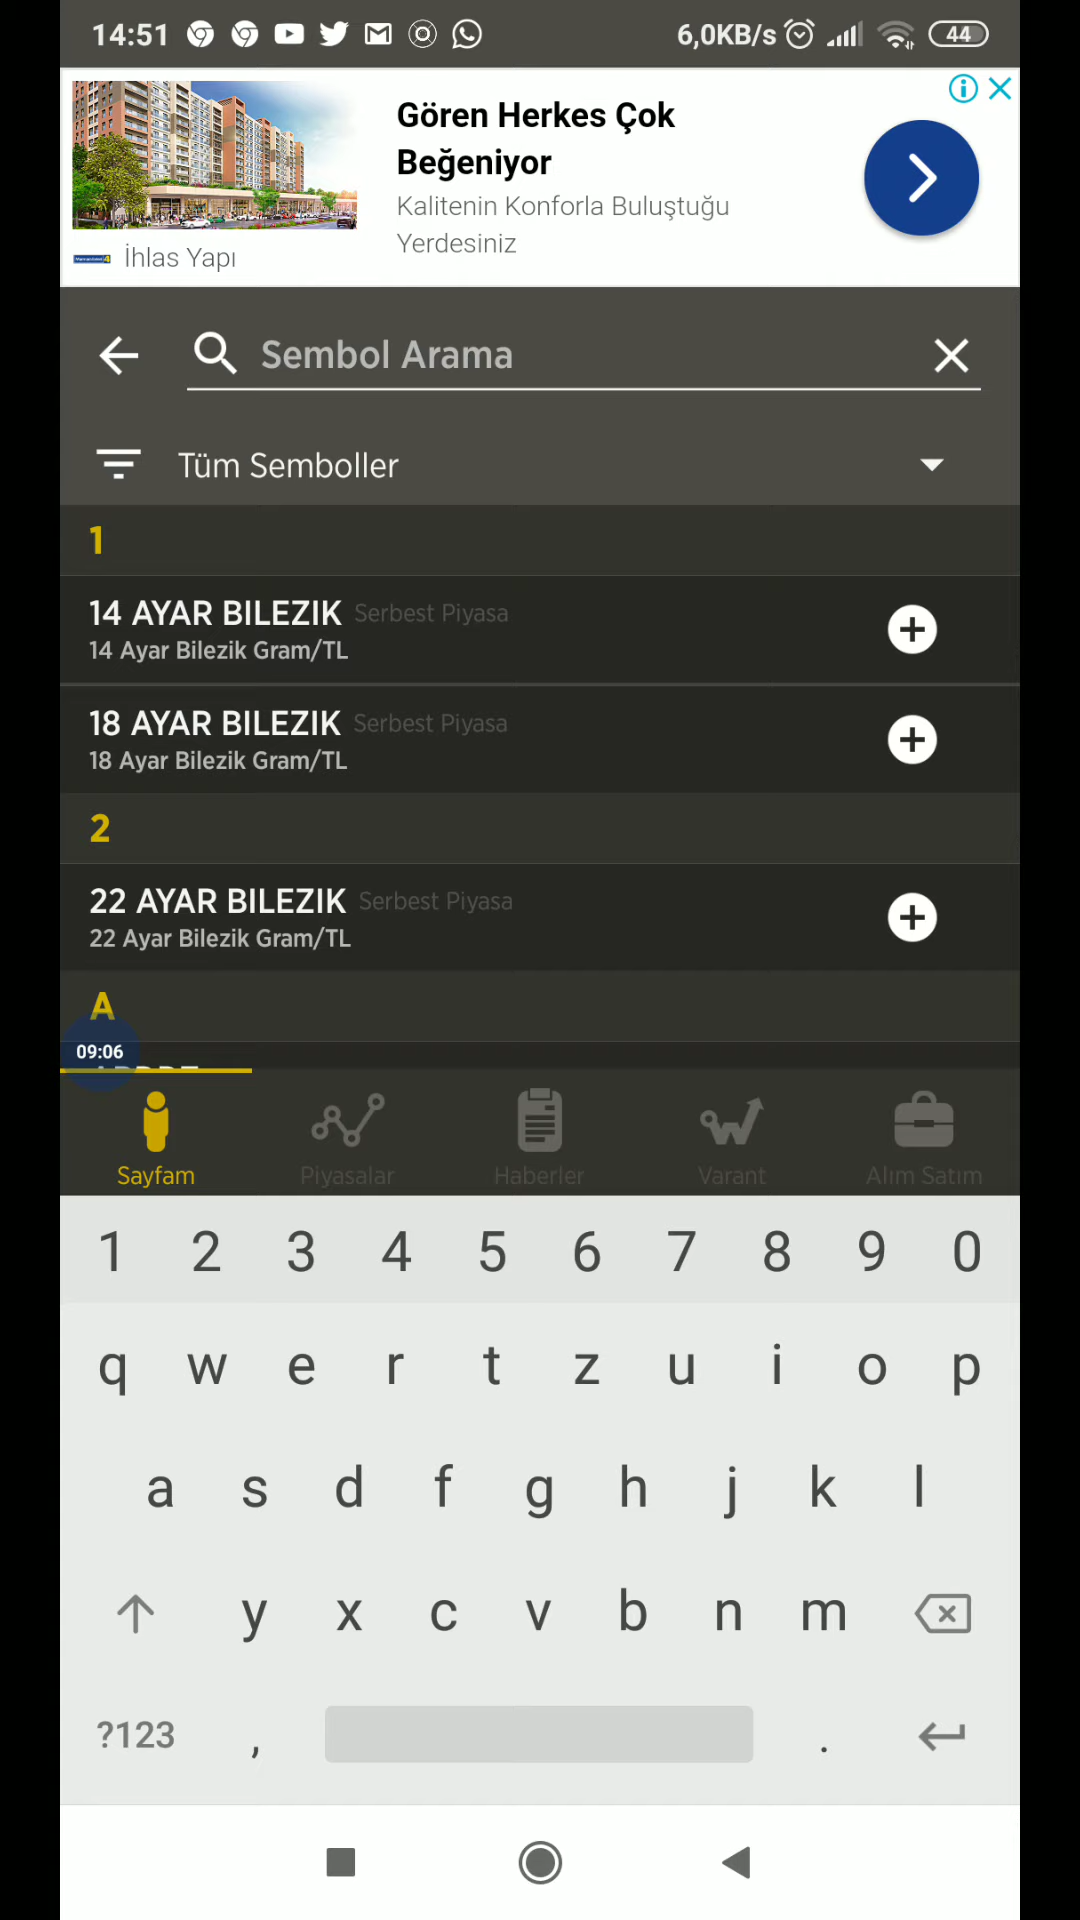 14:51
6,0KB/s
44
Gören Herkes Çok
Beğeniyor
Kalitenin Konforla Buluştuğu
Yerdesiniz
İhlas Yapı
Sembol Arama
Tüm Semboller
1
14 AYAR BILEZIK Serbest Piyasa
14 Ayar Bilezik Gram/TL
18 AYAR BILEZIK Serbest Piyasa
18 Ayar Bilezik Gram/TL
2
22 AYAR BILEZIK Serbest Piyasa
22 Ayar Bilezik Gram/TL
A
09:06
Sayfam Piyasalar Haberler Varant Alım Satım
1 2 3 4 5 6 7 8 9 0
q w e r t z u i o p
a s d f g h j k l
y x c v b n m
?123 , .